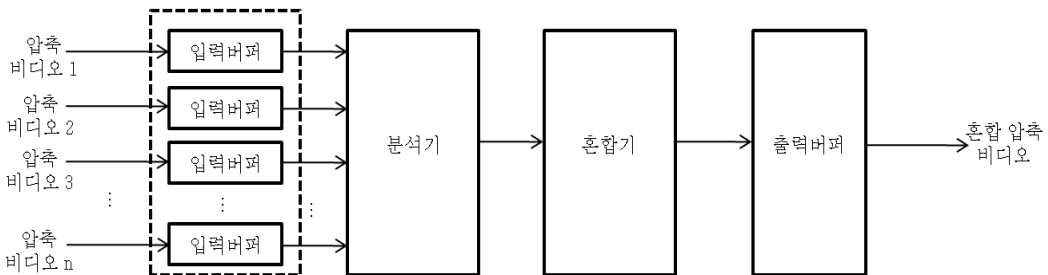 압축
비디오 1
입력버퍼
압축
비디오 2
입력버퍼
압축
비디오 3
입력버퍼
⋮
⋮
⋮
압축
비디오 n
입력버퍼
분석기
혼합기
출력버퍼
혼합 압축
비디오